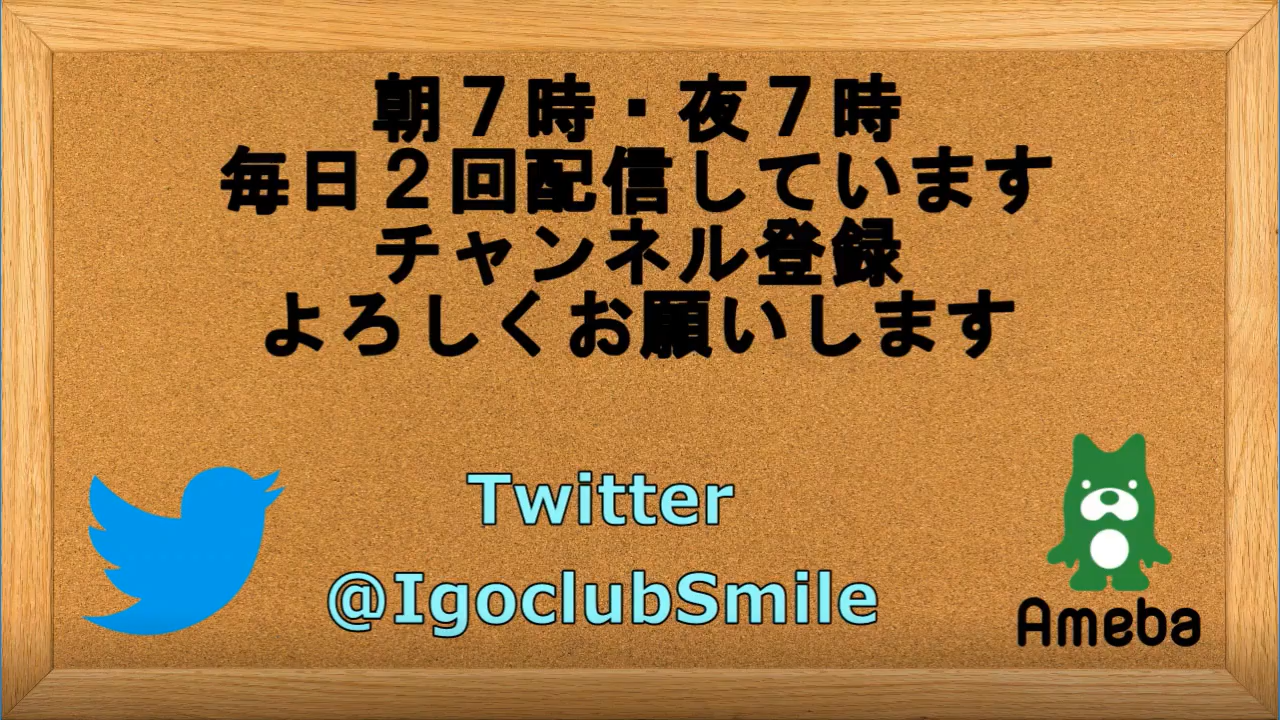 朝７時・夜７時
毎日２回配信しています
チャンネル登録
よろしくお願いします
Twitter
@IgoclubSmile
Ameba